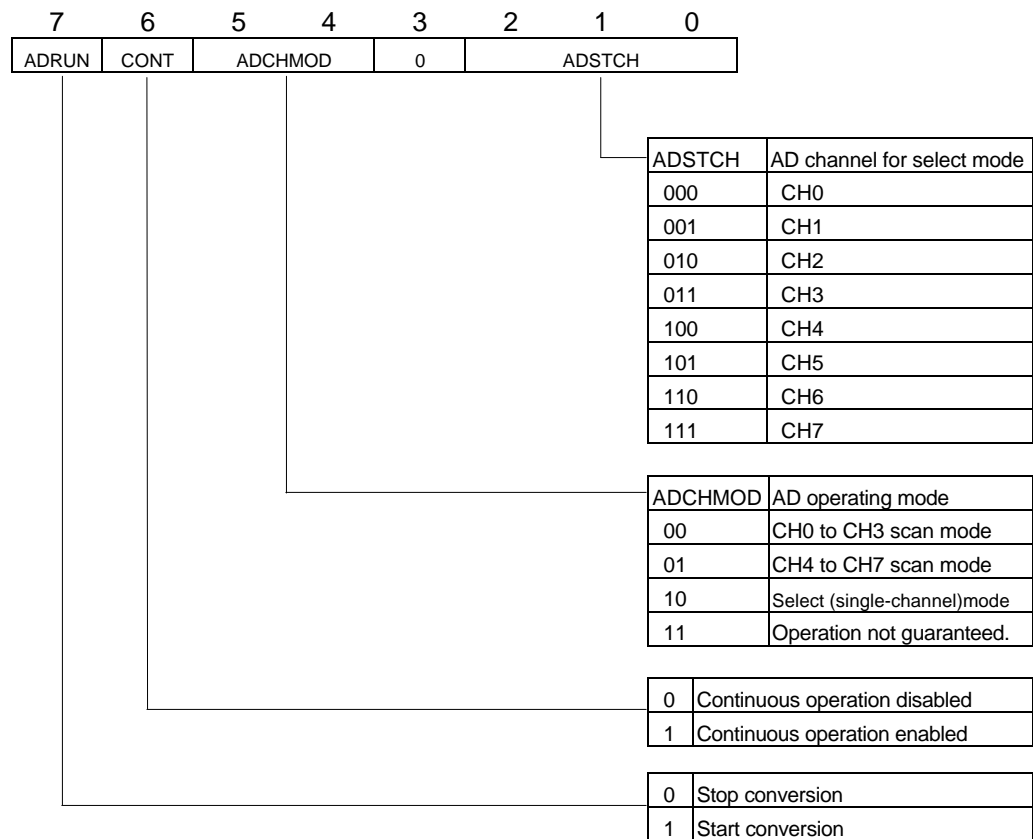 7 6 5 4 3 2 1 0
ADRUN CONT ADCHMOD 0 ADSTCH
ADSTCH AD channel for select mode
000 CH0
001 CH1
010 CH2
011 CH3
100 CH4
101 CH5
110 CH6
111 CH7
ADCHMOD AD operating mode
00 CH0 to CH3 scan mode
01 CH4 to CH7 scan mode
10 Select (single-channel)mode
11 Operation not guaranteed.
0 Continuous operation disabled
1 Continuous operation enabled
0 Stop conversion
1 Start conversion